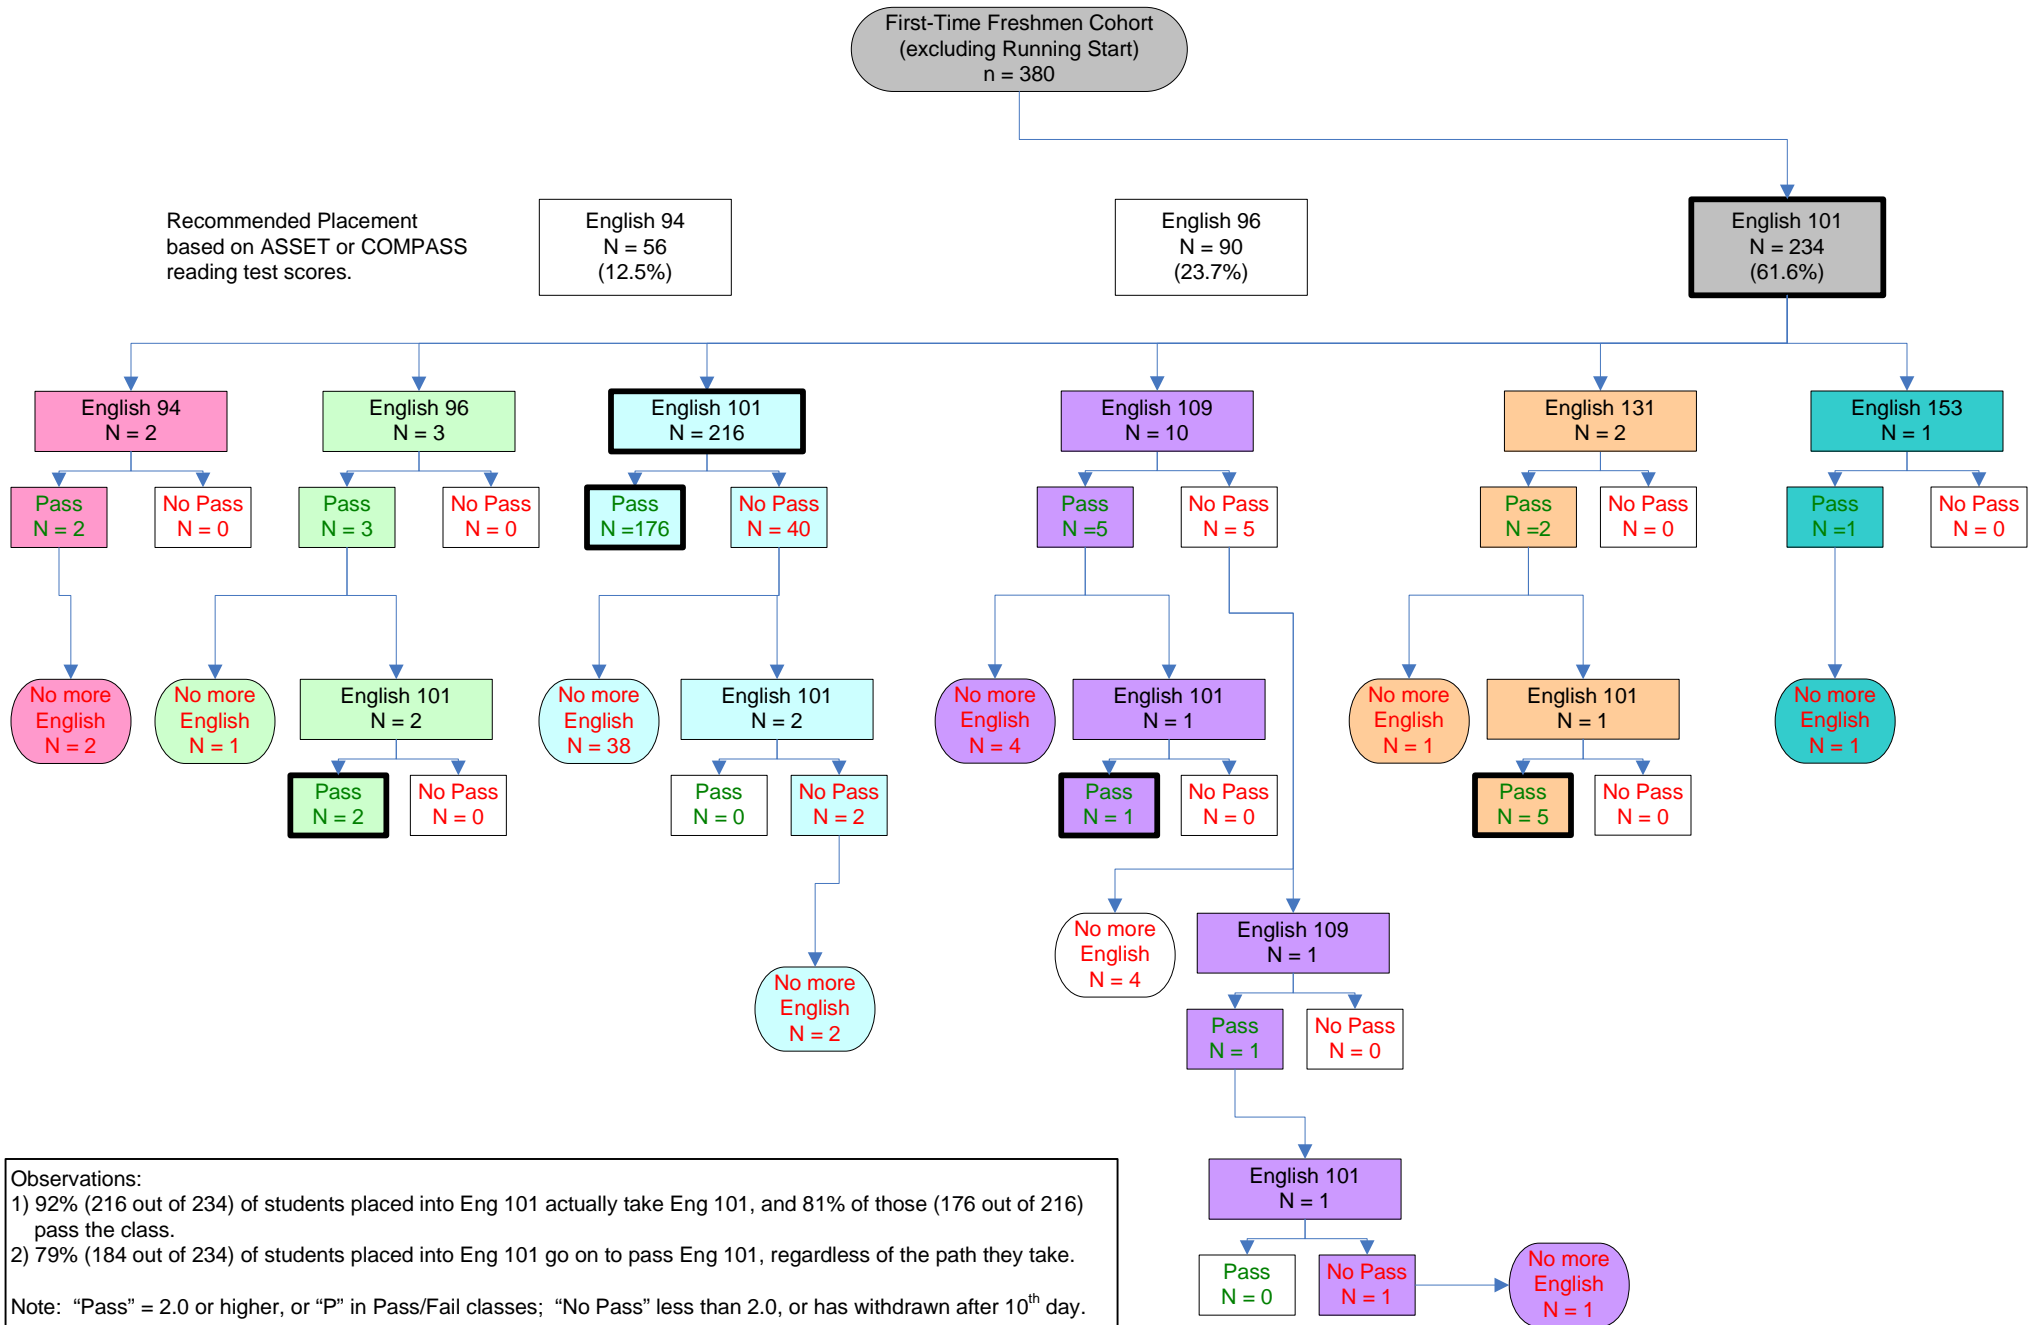 First-Time Freshmen Cohort
(excluding Running Start)
n = 380
Recommended Placement
based on ASSET or COMPASS
reading test scores.
English 94
N = 56
(12.5%)
English 96
N = 90
(23.7%)
English 101
N = 234
(61.6%)
English 94
N = 2
English 96
N = 3
English 101
N = 216
English 109
N = 10
English 131
N = 2
English 153
N = 1
Pass
N = 2
No Pass
N = 0
Pass
N = 3
No Pass
N = 0
Pass
N =176
No Pass
N = 40
Pass
N =5
No Pass
N = 5
Pass
N =2
No Pass
N = 0
Pass
N =1
No Pass
N = 0
No more
English
N = 2
No more
English
N = 1
English 101
N = 2
No more
English
N = 38
English 101
N = 2
No more
English
N = 4
English 101
N = 1
No more
English
N = 1
English 101
N = 1
No more
English
N = 1
Pass
N = 2
No Pass
N = 0
Pass
N = 0
No Pass
N = 2
Pass
N = 1
No Pass
N = 0
Pass
N = 5
No Pass
N = 0
No more
English
N = 4
English 109
N = 1
No more
English
N = 2
Pass
N = 1
No Pass
N = 0
English 101
N = 1
Pass
N = 0
No Pass
N = 1
No more
English
N = 1
Observations:
1) 92% (216 out of 234) of students placed into Eng 101 actually take Eng 101, and 81% of those (176 out of 216)
pass the class.
2) 79% (184 out of 234) of students placed into Eng 101 go on to pass Eng 101, regardless of the path they take.
Note: “Pass” = 2.0 or higher, or “P” in Pass/Fail classes; “No Pass” less than 2.0, or has withdrawn after 10th day.